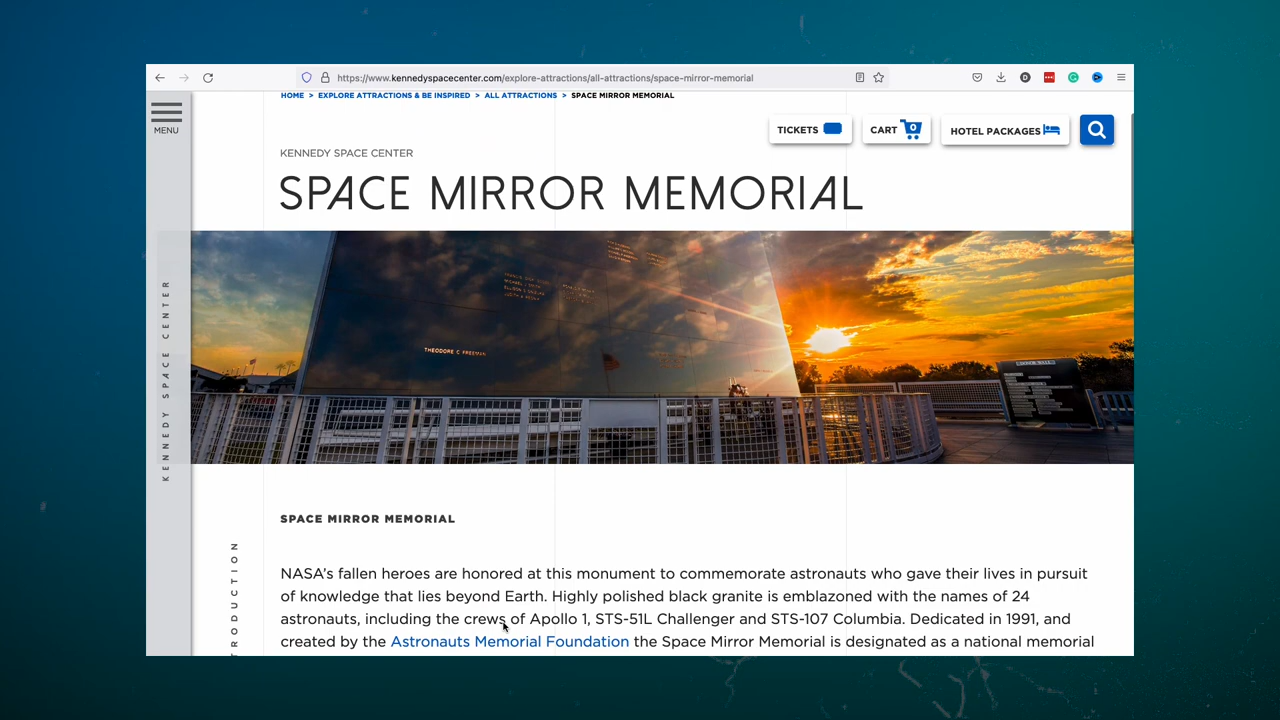 https://www.kennedyspacecenter.com/explore-attractions/all-attractions/space-mirror-memorial
HOME > EXPLORE ATTRACTIONS & BE INSPIRED > ALL ATTRACTIONS > SPACE MIRROR MEMORIAL
MENU
TICKETS
CART 0
HOTEL PACKAGES
KENNEDY SPACE CENTER
SPACE MIRROR MEMORIAL
KENNEDY SPACE CENTER
THEODORE C FREEMAN
SPACE MIRROR MEMORIAL
NASA's fallen heroes are honored at this monument to commemorate astronauts who gave their lives in pursuit
of knowledge that lies beyond Earth. Highly polished black granite is emblazoned with the names of 24
astronauts, including the crews of Apollo 1, STS-51L Challenger and STS-107 Columbia. Dedicated in 1991, and
created by the Astronauts Memorial Foundation the Space Mirror Memorial is designated as a national memorial